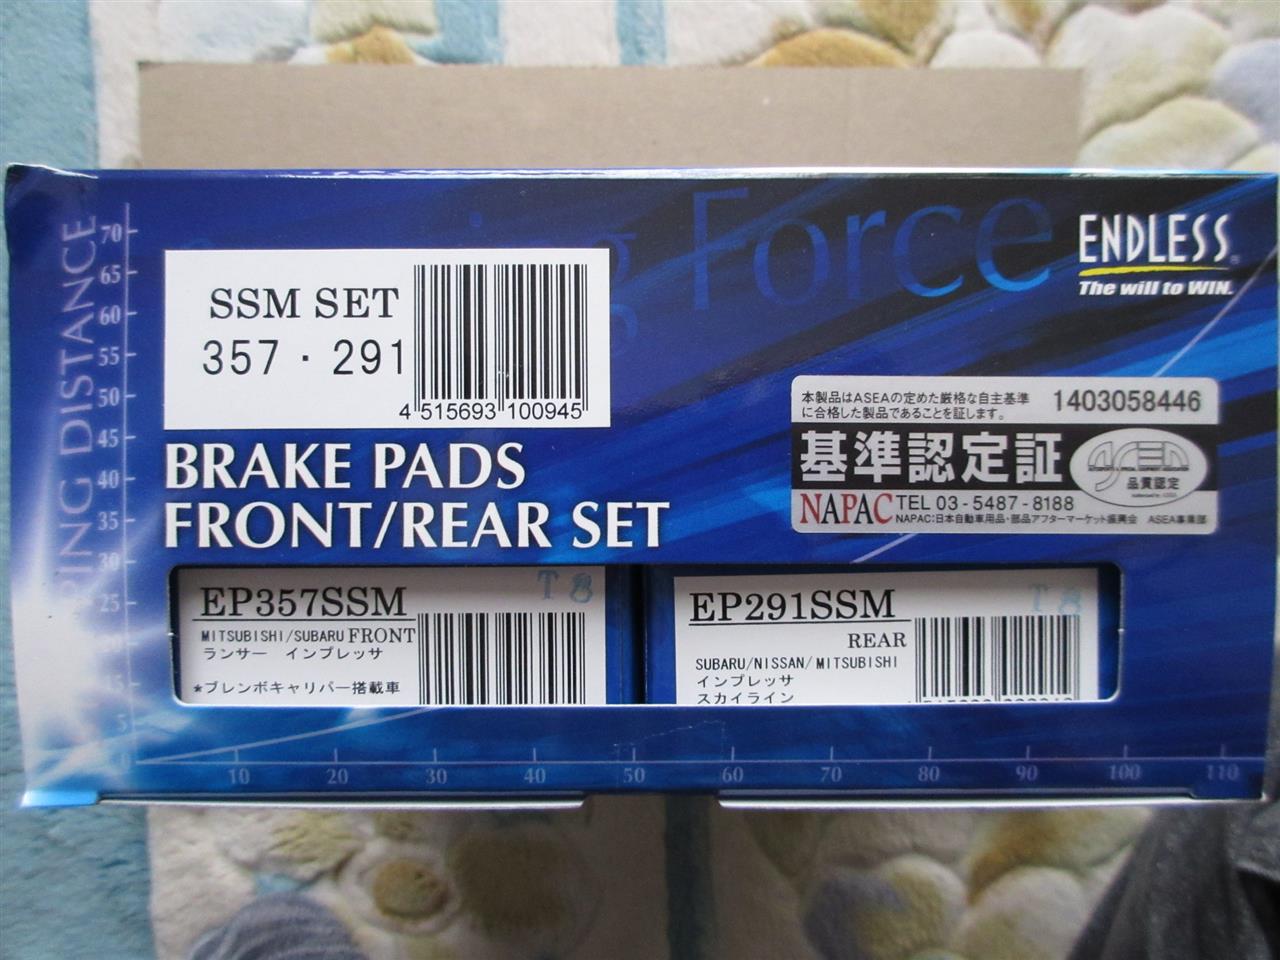 Force
ENDLESS
The will to WIN.
SSM SET
357・291
4 515693 100945
BRAKE PADS
FRONT/REAR SET
本製品はASEAの定めた厳格な自主基準
に合格した製品であることを証します。
1403058446
基準認定証
品質認定
NAPAC TEL 03-5487-8188
NAPAC:日本自動車用品・部品アフターマーケット振興会 ASEA事業部
EP357SSM
T8
MITSUBISHI/SUBARU FRONT
ランサー インプレッサ
*ブレンボキャリパー搭載車
EP291SSM
T8
REAR
SUBARU/NISSAN/MITSUBISHI
インプレッサ
スカイライン
DISTANCE
70
65
60
55
50
45
40
35
30
25
15
5
0
10 20 30 40 50 60 70 80 90 100 110